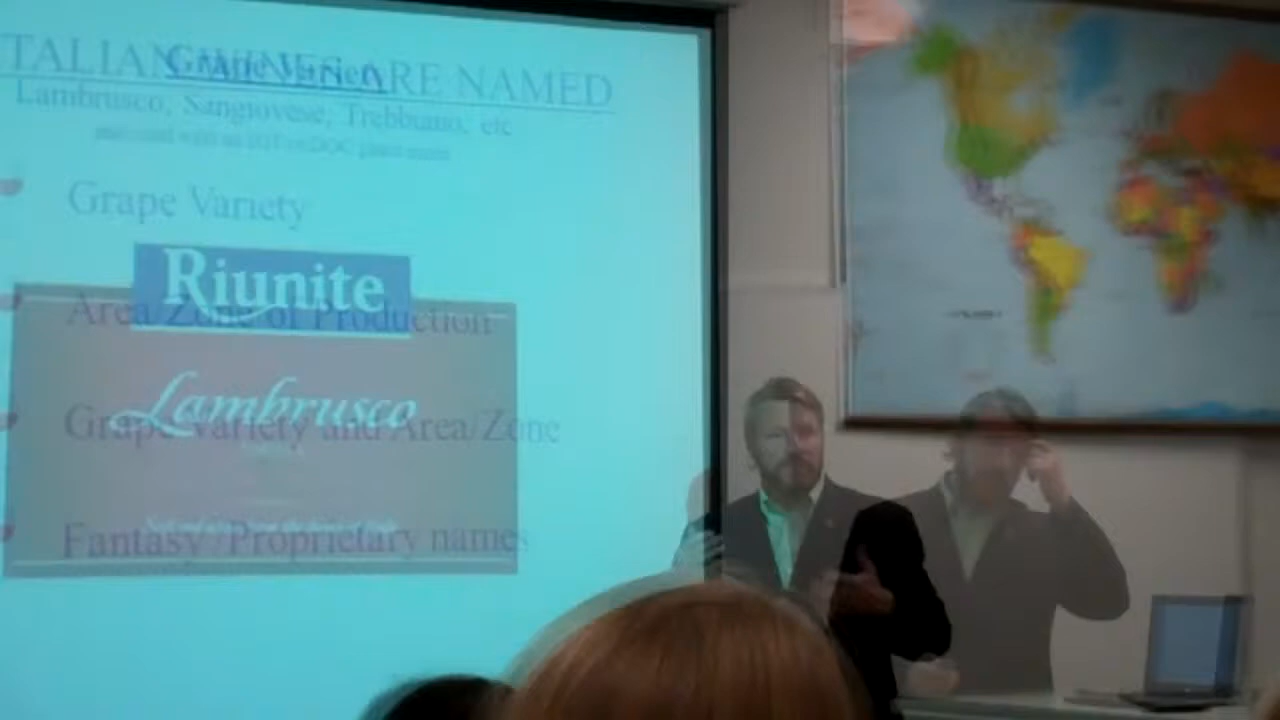 TALIAN WINES ARE NAMED
Grape Variety
Lambrusco, Sangiovese, Trebbiano, etc
Grape Variety
Riunite
Area/Zone of Production
Lambrusco
Grape Variety and Area/Zone
Fantasy/Proprietary names